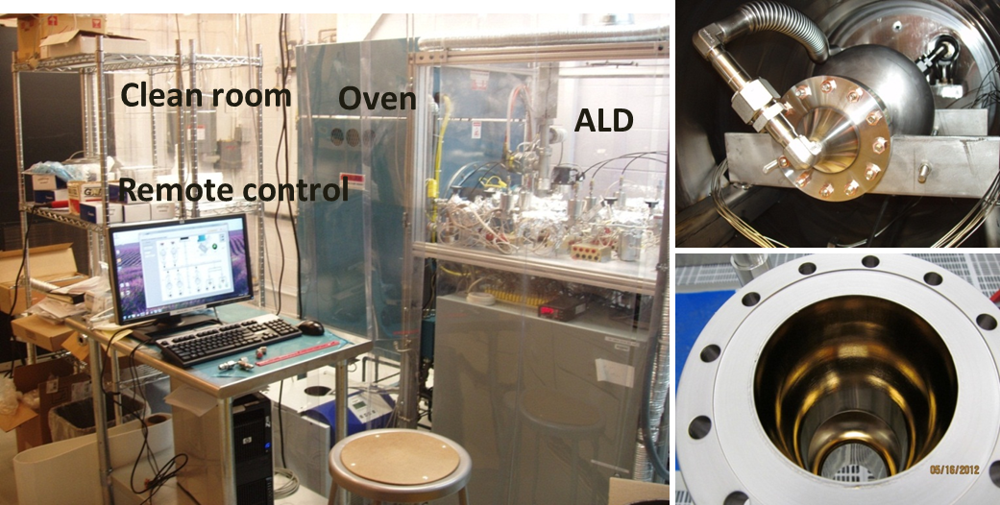 Clean room
Oven
ALD
Remote control
05/16/2012